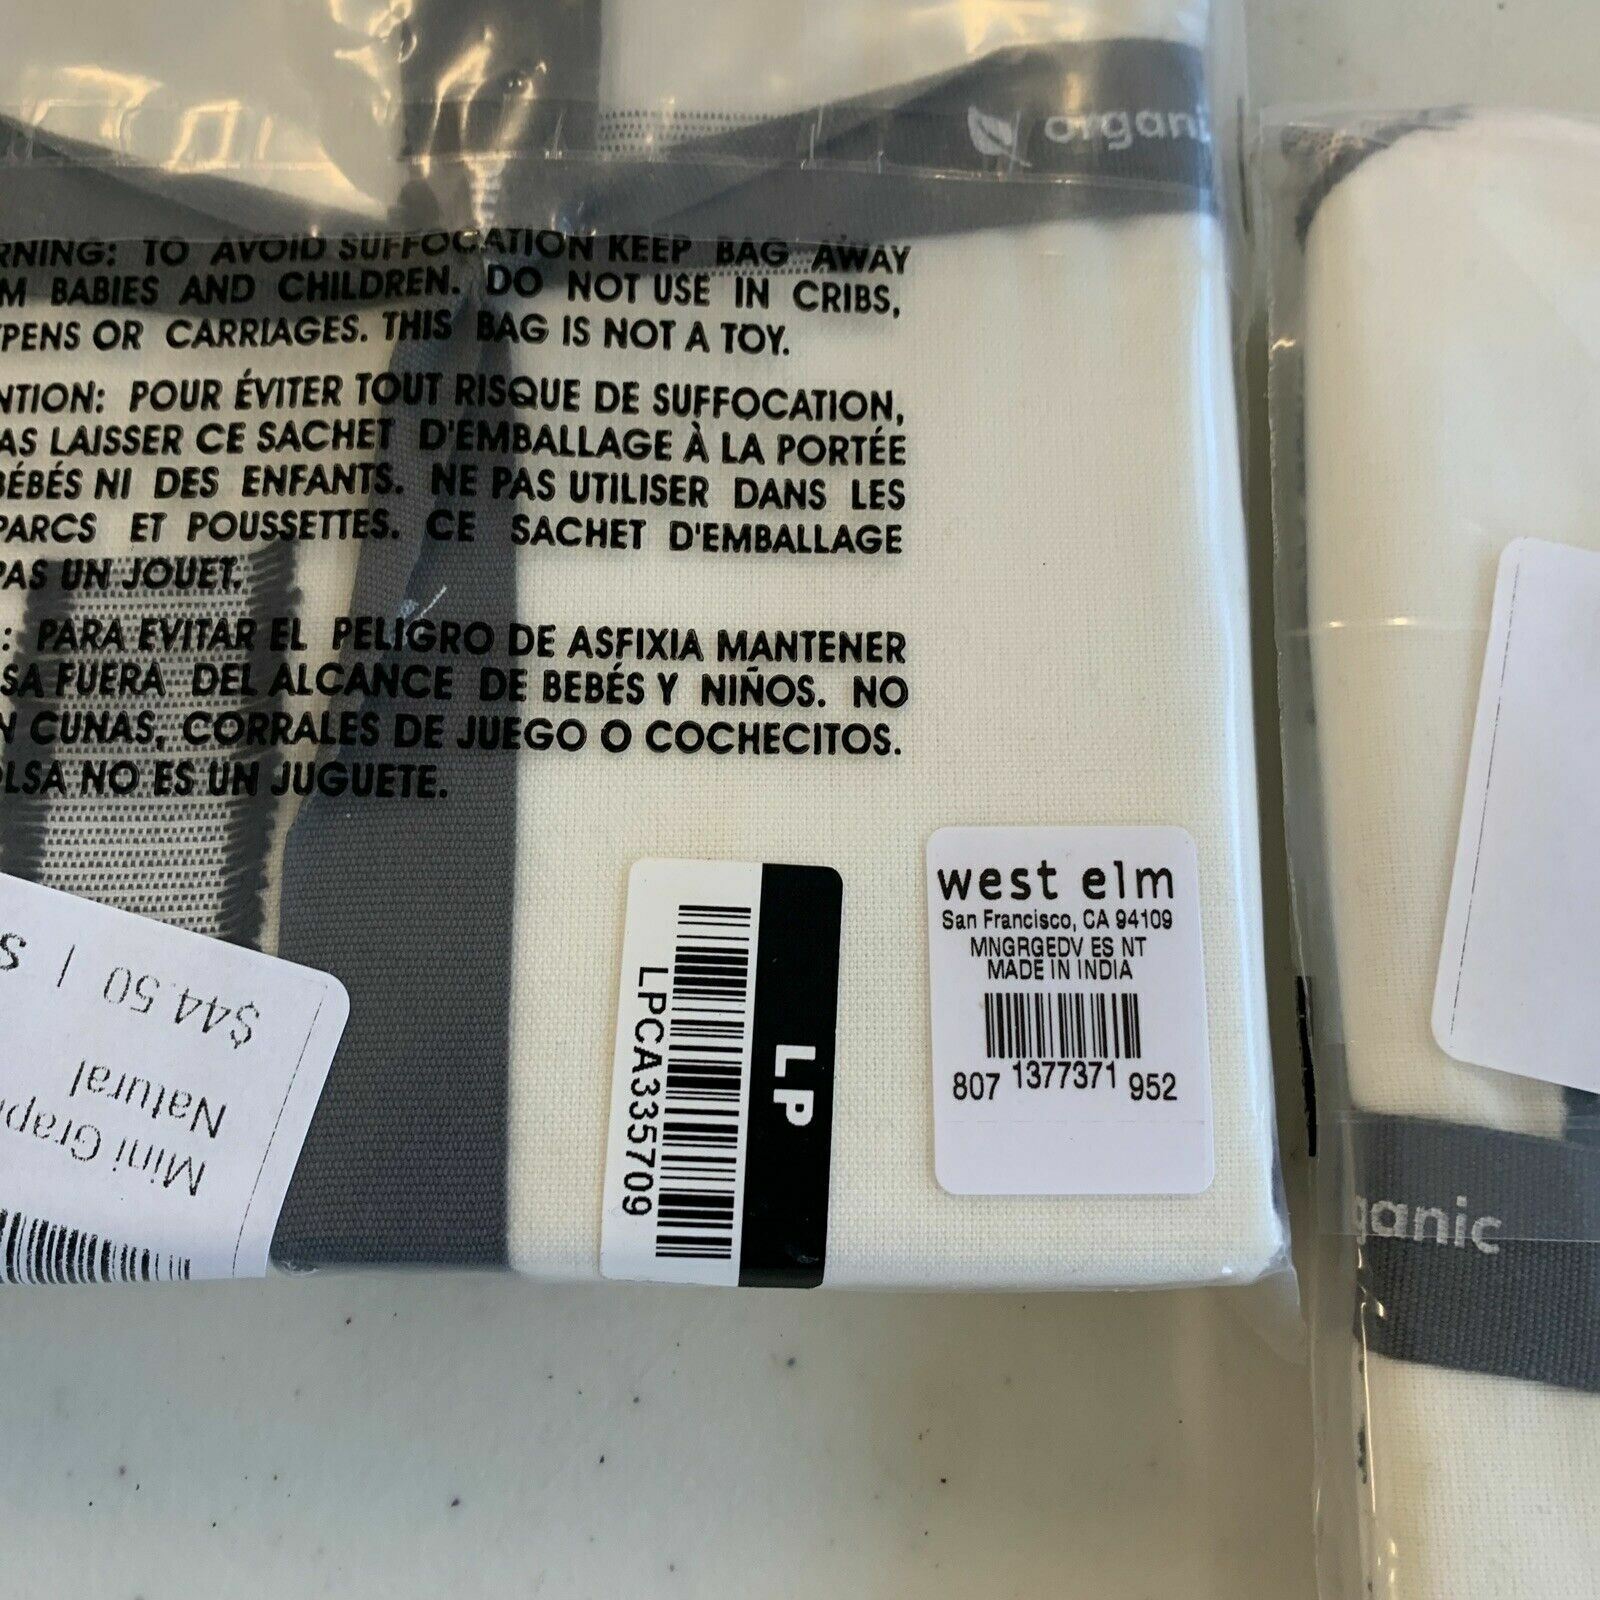 organi
RNING: TO AVOID SUFFOCATION KEEP BAG AWAY
M BABIES AND CHILDREN. DO NOT USE IN CRIBS,
YPENS OR CARRIAGES. THIS BAG IS NOT A TOY.
NTION: POUR ÉVITER TOUT RISQUE DE SUFFOCATION,
AS LAISSER CE SACHET D'EMBALLAGE À LA PORTÉE
BÉBÉS NI DES ENFANTS. NE PAS UTILISER DANS LES
PARCS ET POUSSETTES. CE SACHET D'EMBALLAGE
PAS UN JOUET.
: PARA EVITAR EL PELIGRO DE ASFIXIA MANTENER
SA FUERA DEL ALCANCE DE BEBÉS Y NIÑOS. NO
N CUNAS, CORRALES DE JUEGO O COCHECITOS.
OLSA NO ES UN JUGUETE.
Mini Grap
Natural
$44.50 | S
LP
LPCA335709
west elm
San Francisco, CA 94109
MNGRGEDV ES NT
MADE IN INDIA
807 1377371 952
ganic